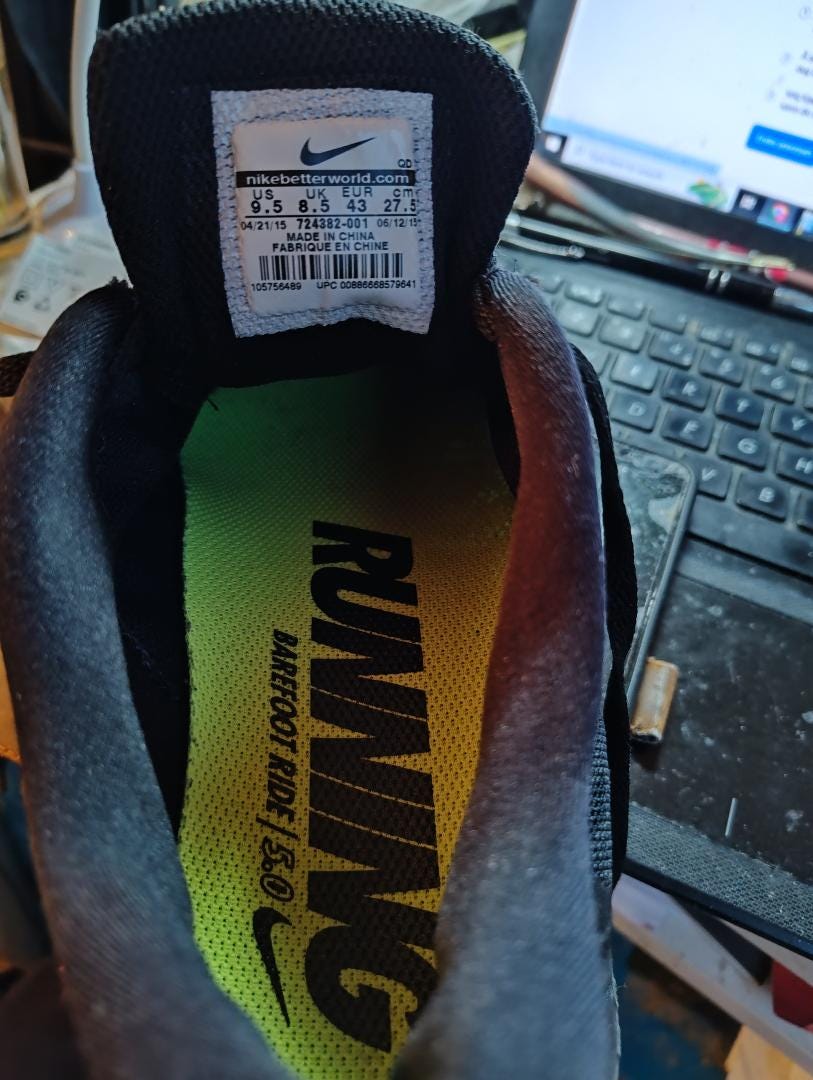 QD
nikebetterworld.com
US UK EUR cm
9.5 8.5 43 27.5
04/21/15 724382-001 06/12/15
MADE IN CHINA
FABRIQUE EN CHINE
105756489 UPC 00886668579641
RUNNING
BAREFOOT RIDE / 5.0
R T Y
D F G H
V B